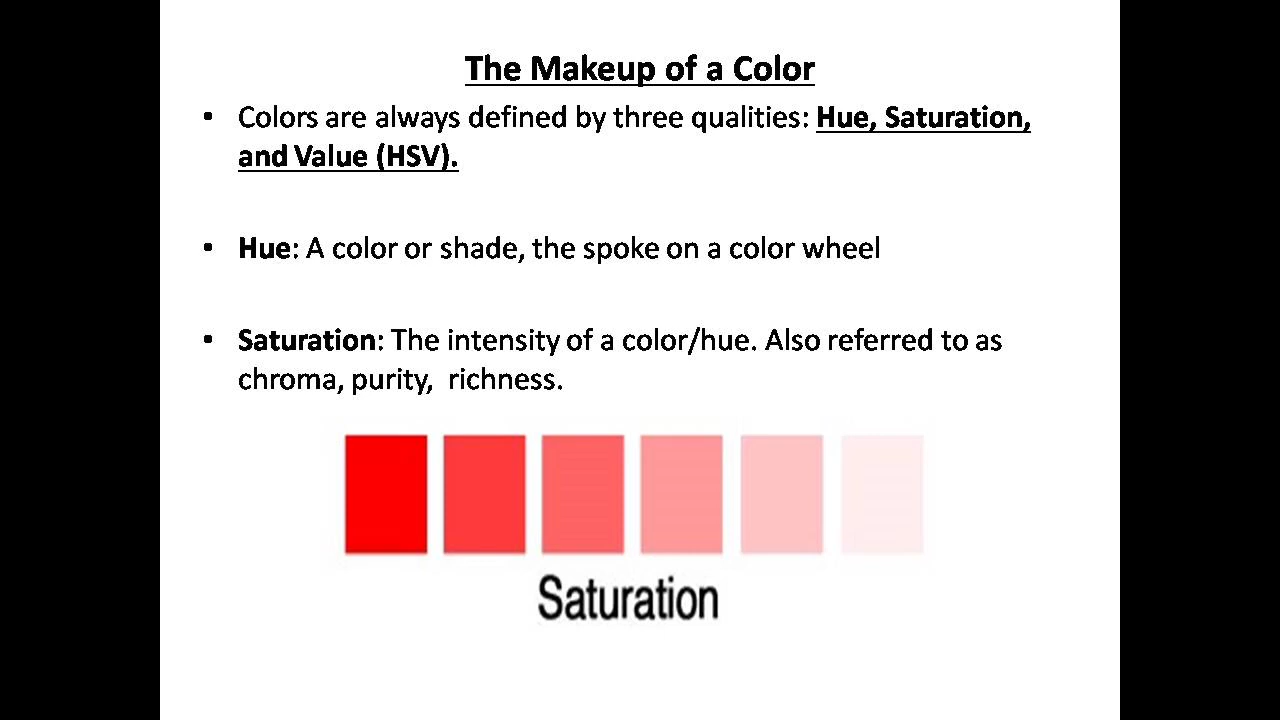 The Makeup of a Color
• Colors are always defined by three qualities: Hue, Saturation,
and Value (HSV).
• Hue: A color or shade, the spoke on a color wheel
• Saturation: The intensity of a color/hue. Also referred to as
chroma, purity,  richness.
Saturation